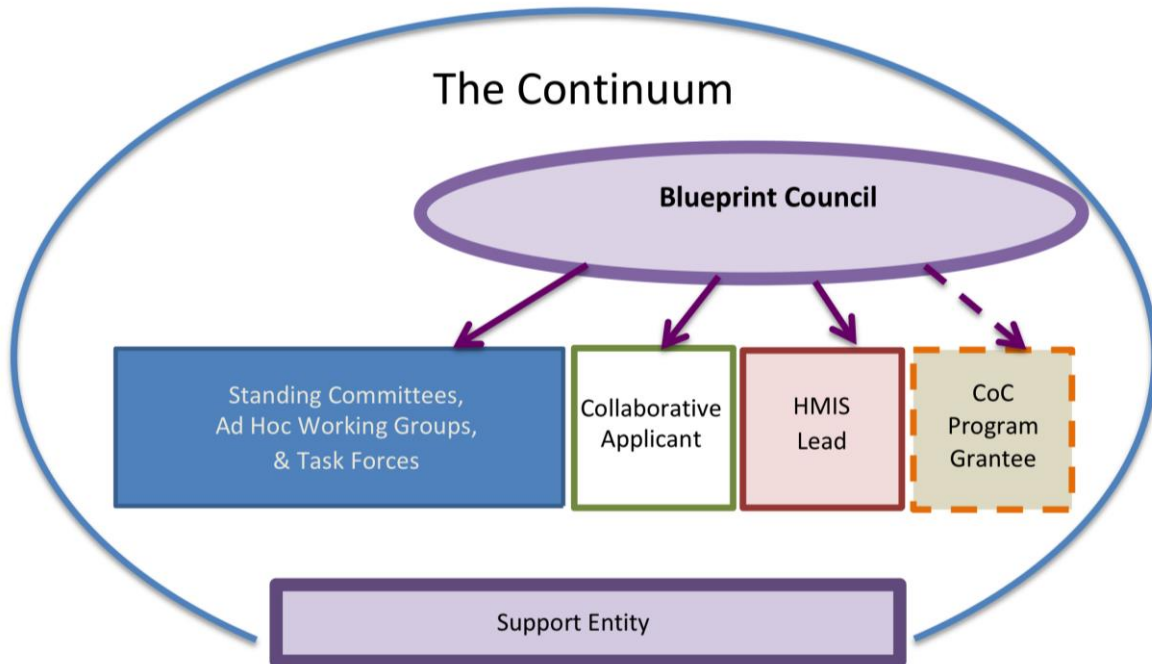 The Continuum
Blueprint Council
Standing Committees,
Ad Hoc Working Groups,
& Task Forces
Collaborative
Applicant
HMIS
Lead
CoC
Program
Grantee
Support Entity